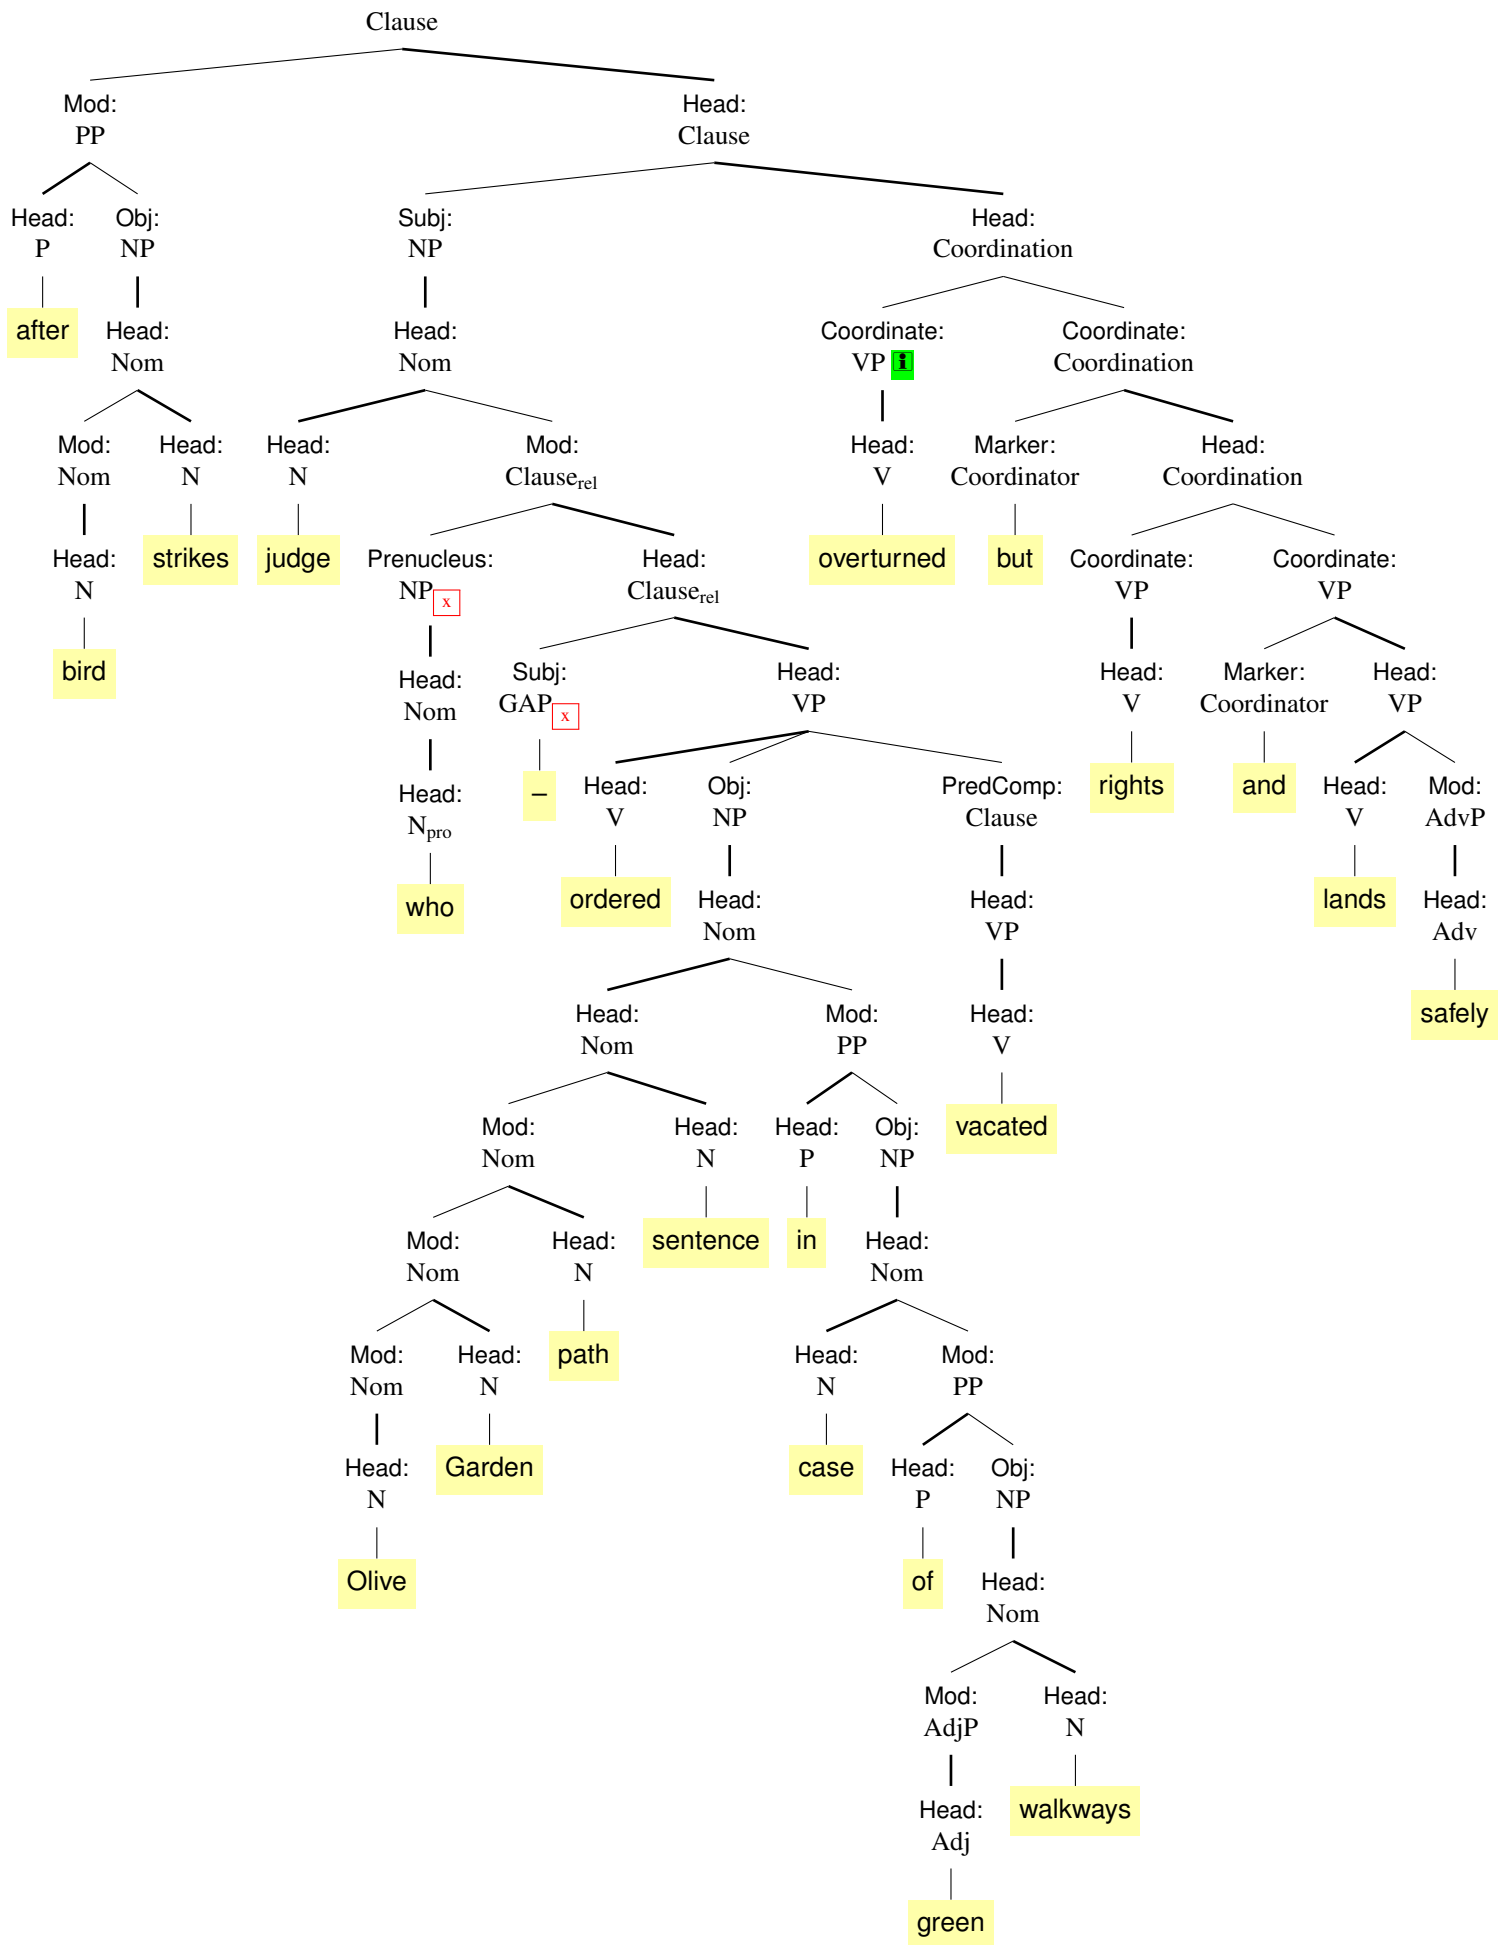 Clause
Mod: Head:
PP Clause
Head: Obj: Subj: Head:
P NP NP Coordination
after Head: Head: Coordinate: Coordinate:
Nom Nom VP i Coordination
Mod: Head: Head: Mod: Head: Marker: Head:
Nom N N Clauserel V Coordinator Coordination
Head: strikes judge Prenucleus: Head: overturned but Coordinate: Coordinate:
N NP x Clauserel VP VP
bird Head: Subj: Head: Head: Marker: Head:
Nom GAP x VP V Coordinator VP
Head: – Head: Obj: PredComp: rights and Head: Mod:
Npro V NP Clause V AdvP
who ordered Head: Head: lands Head:
Nom VP Adv
Head: Mod: Head: safely
Nom PP V
Mod: Head: Head: Obj: vacated
Nom N P NP
Mod: Head: sentence in Head:
Nom N Nom
Mod: Head: path Head: Mod:
Nom N N PP
Head: Garden case Head: Obj:
N P NP
Olive of Head:
Nom
Mod: Head:
AdjP N
Head: walkways
Adj
green